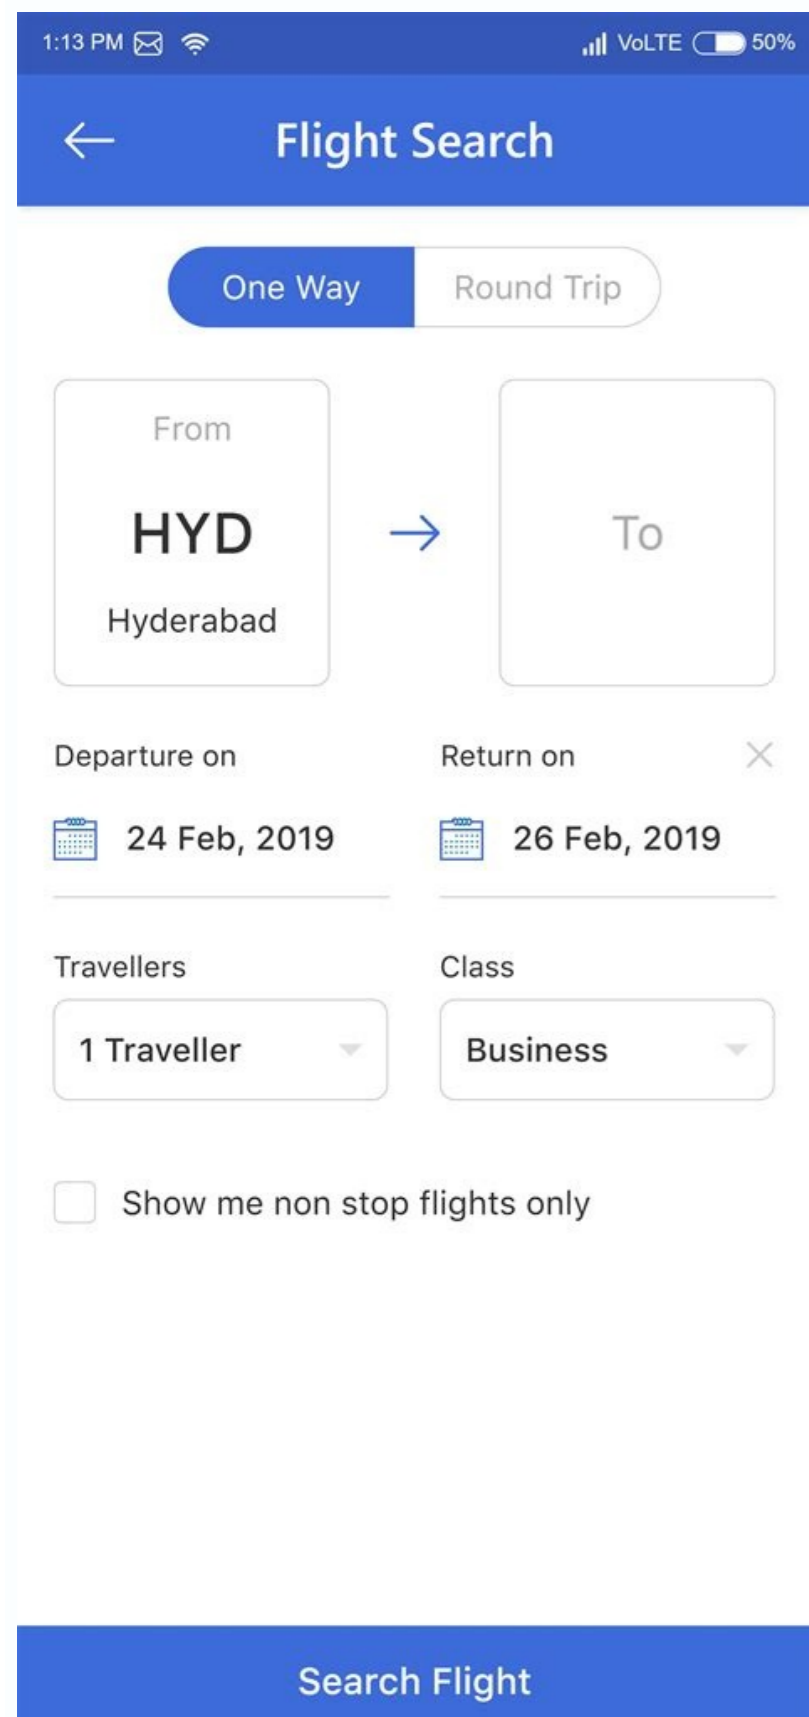 1:13 PM VoLTE 50%
Flight Search
One Way Round Trip
From
HYD
Hyderabad
To
Departure on Return on
24 Feb, 2019 26 Feb, 2019
Travellers Class
1 Traveller Business
Show me non stop flights only
Search Flight